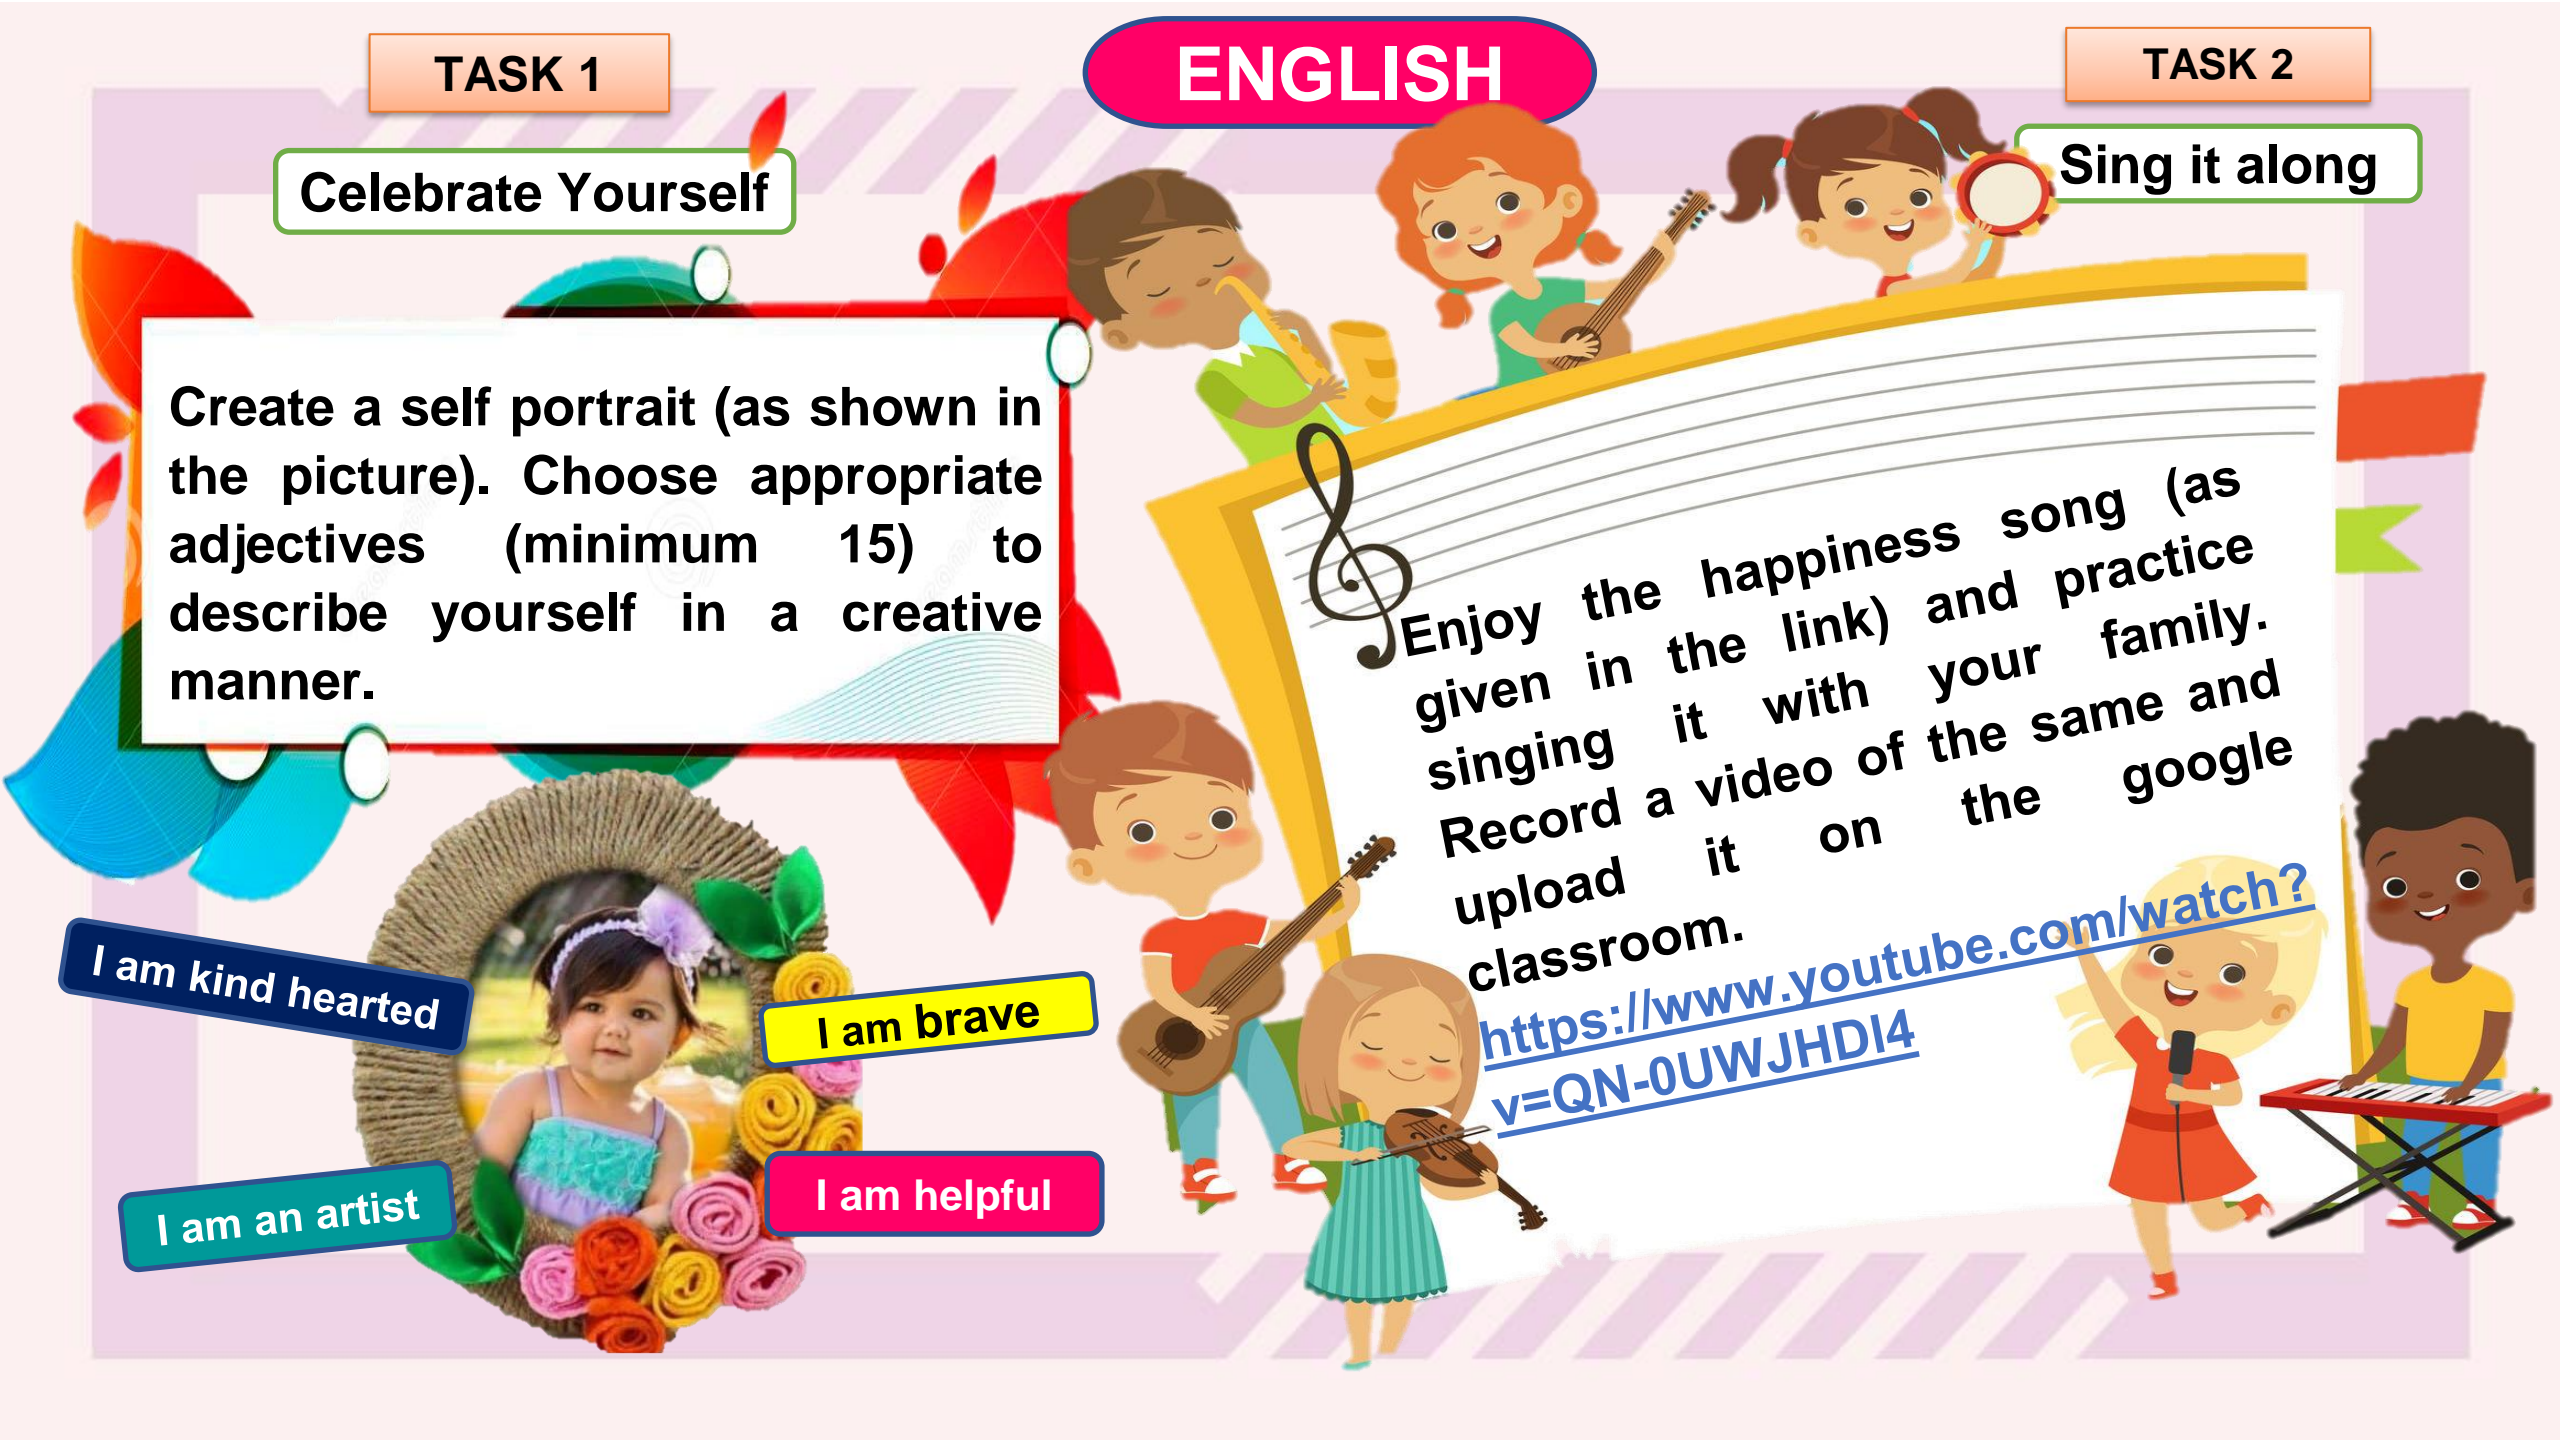 ENGLISH
TASK 1
Celebrate Yourself
Create a self portrait (as shown in
the picture). Choose appropriate
adjectives (minimum 15) to
describe yourself in a creative
manner.
I am kind hearted
I am brave
I am an artist
I am helpful
TASK 2
Sing it along
Enjoy the happiness song (as
given in the link) and practice
singing it with your family.
Record a video of the same and
upload it on the google
classroom.
https://www.youtube.com/watch?
v=QN-0UWJHDI4